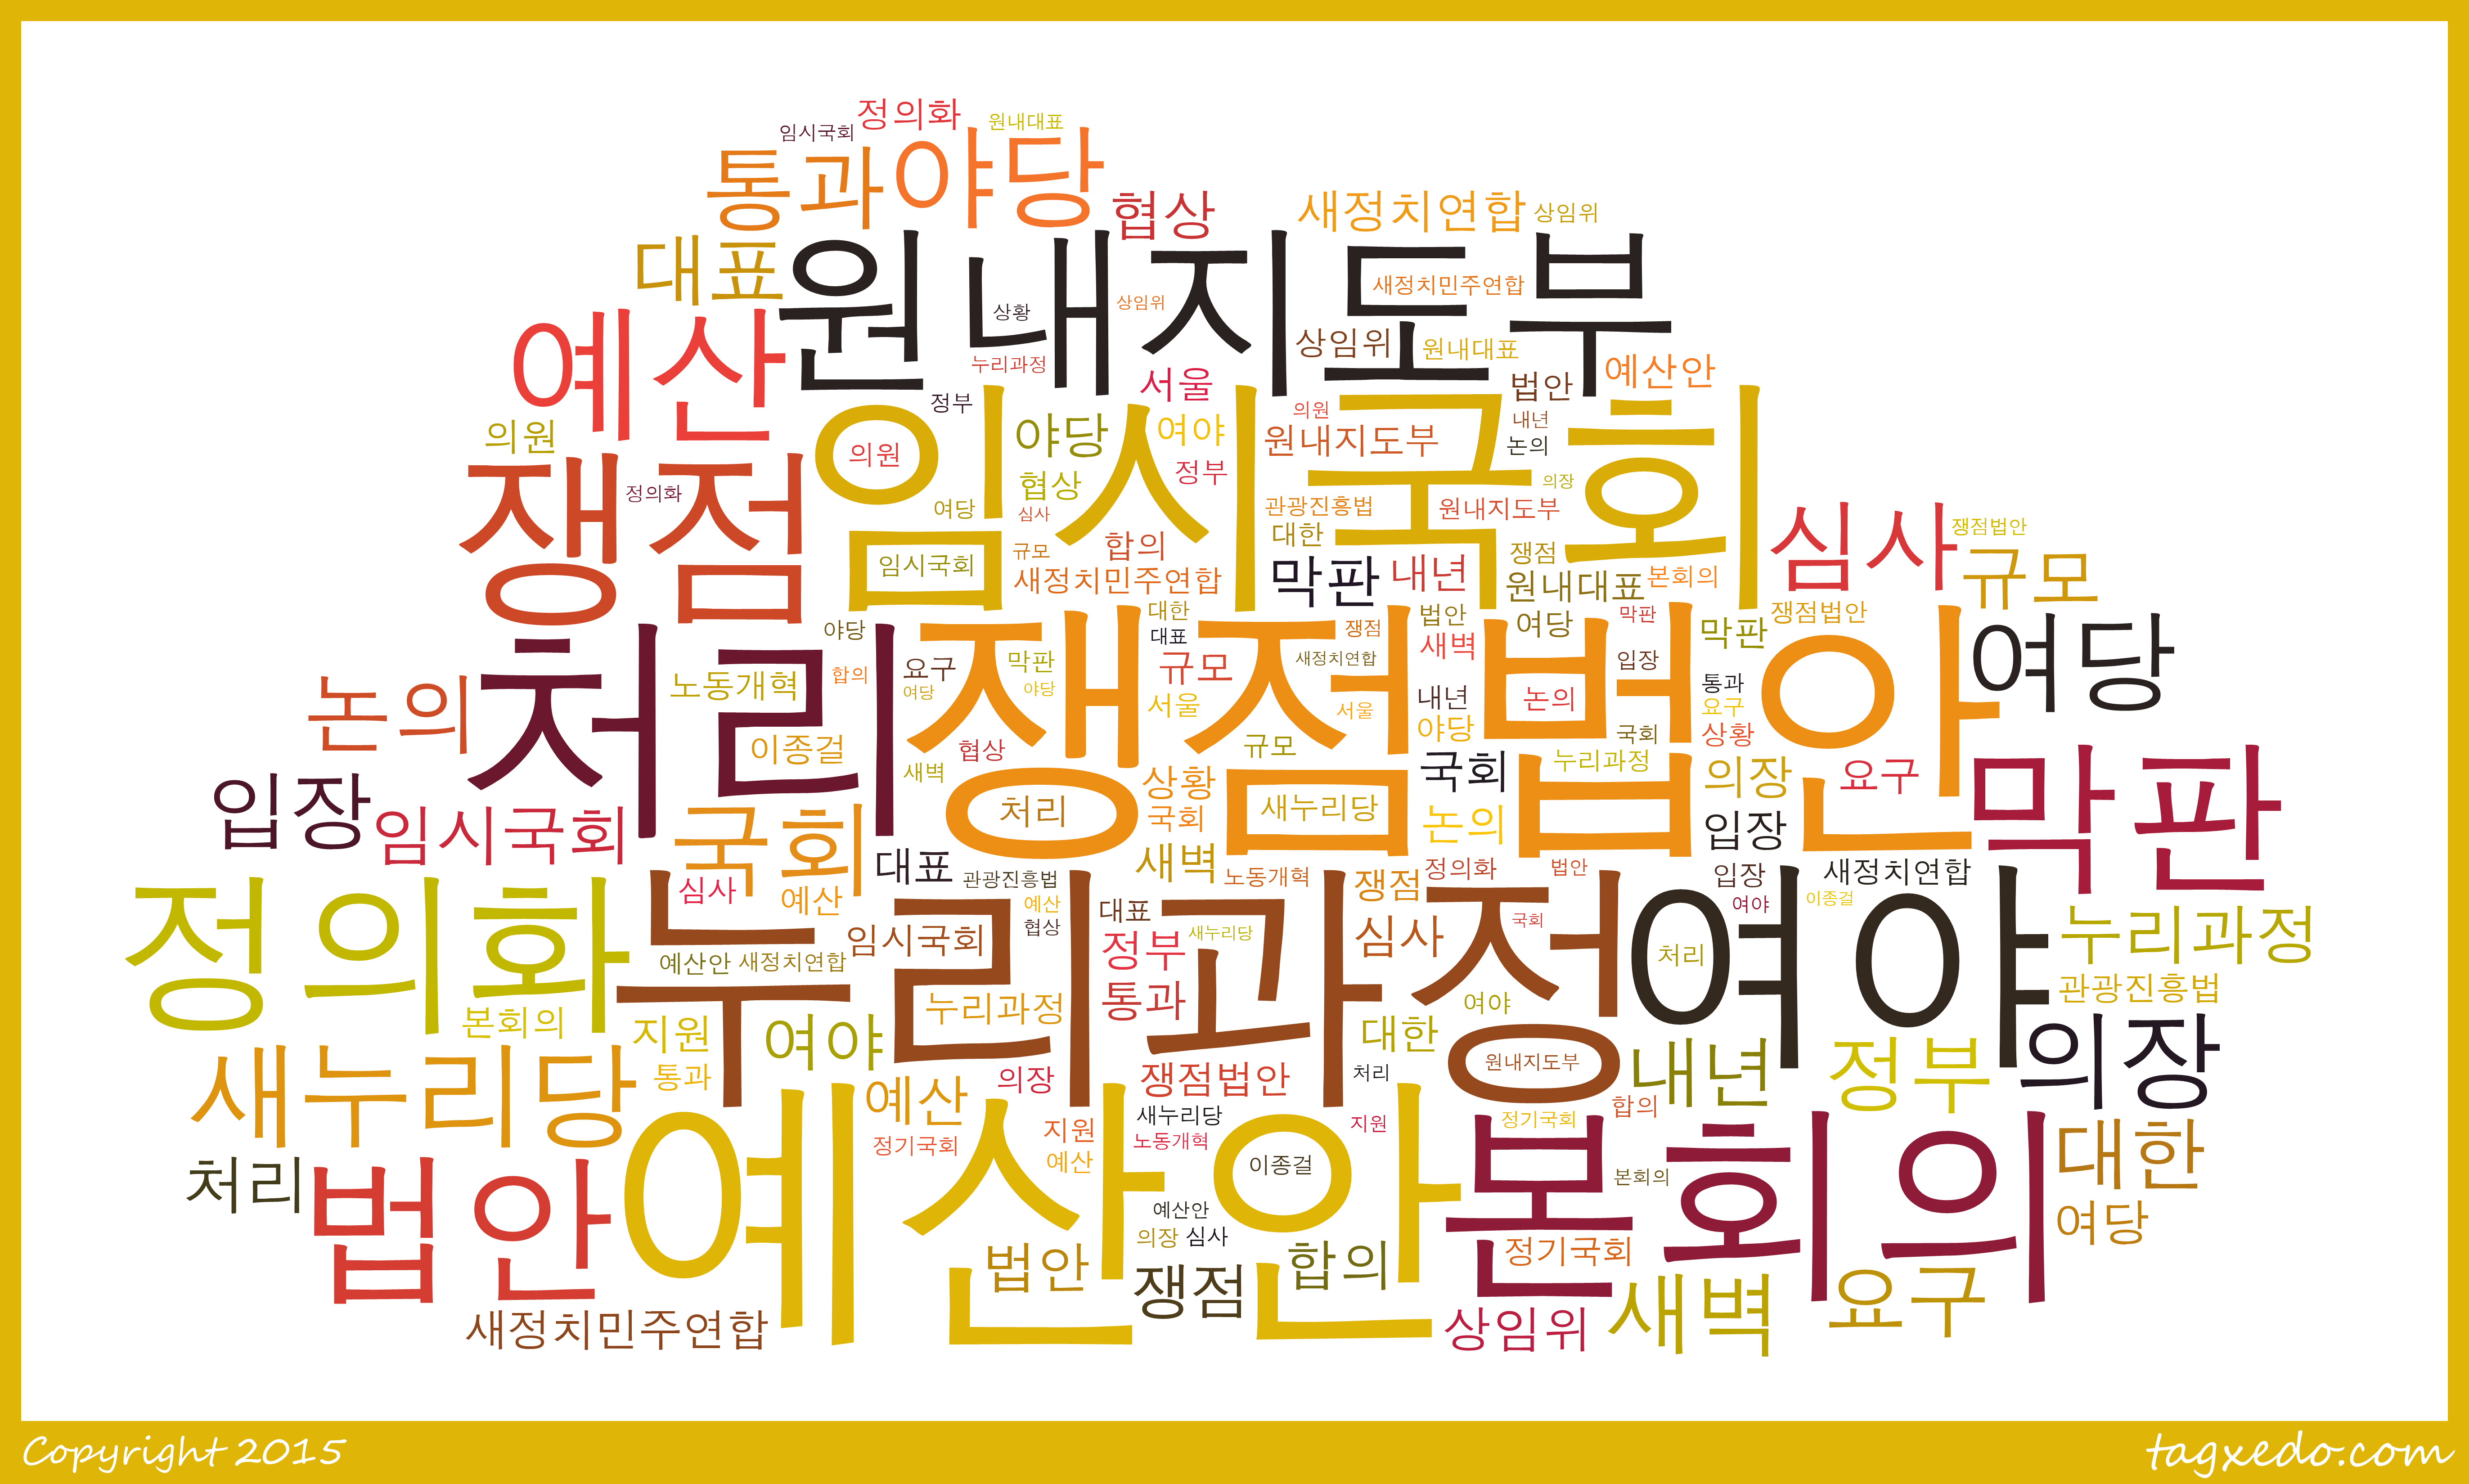 임시국회 정의화 원내대표
통과 야당
협상 새정치연합 상임위
대표 원내지도부
새정치민주연합
상황 상임위
예산 누리과정 상임위 원내대표
서울 법안 예산안
정부 의원 내년
의원 야당 여야 원내지도부 논의
임시국회
의원 정부
쟁점 정의화 협상 의장
여당 심사 관광진흥법 원내지도부
심사 쟁점법안
대한 합의 규모 쟁점
임시국회 새정치민주연합 막판 내년 원내대표 본회의 규모
대한 법안 여당 막판 쟁점법안
야당 대표 쟁점 막판 여당
처리 쟁점법안
요구 막판 규모 새정치연합 새벽 입장
노동개혁 합의 여당 야당 내년 논의 통과
논의 서울 서울 요구
이종걸 협상 규모 야당 국회 상황
새벽 상황 국회 누리과정 의장 요구 막판
입장 임시국회 국회 처리 국회 새누리당 논의 입장
대표 관광진흥법 새벽 노동개혁 쟁점 정의화 법안 입장 새정치연합
심사 예산 예산 대표 여야 이종걸
정의화 누리과정 여야
임시국회 협상 정부 새누리당 심사 국회 처리 누리과정
예산안 새정치연합
본회의 지원 여야 누리과정 통과 대한 여야 관광진흥법
새누리당 통과 예산 의장 쟁점법안 처리 원내지도부 내년 정부 의장
정기국회 지원 새누리당 지원 정기국회 합의
예산 노동개혁
처리 법안 예산안 이종걸 본회의 본회의 대한
예산안
의장 심사 여당
법안 쟁점 합의 정기국회
새정치민주연합 상임위 새벽 요구
Copyright 2015 tagxedo.com